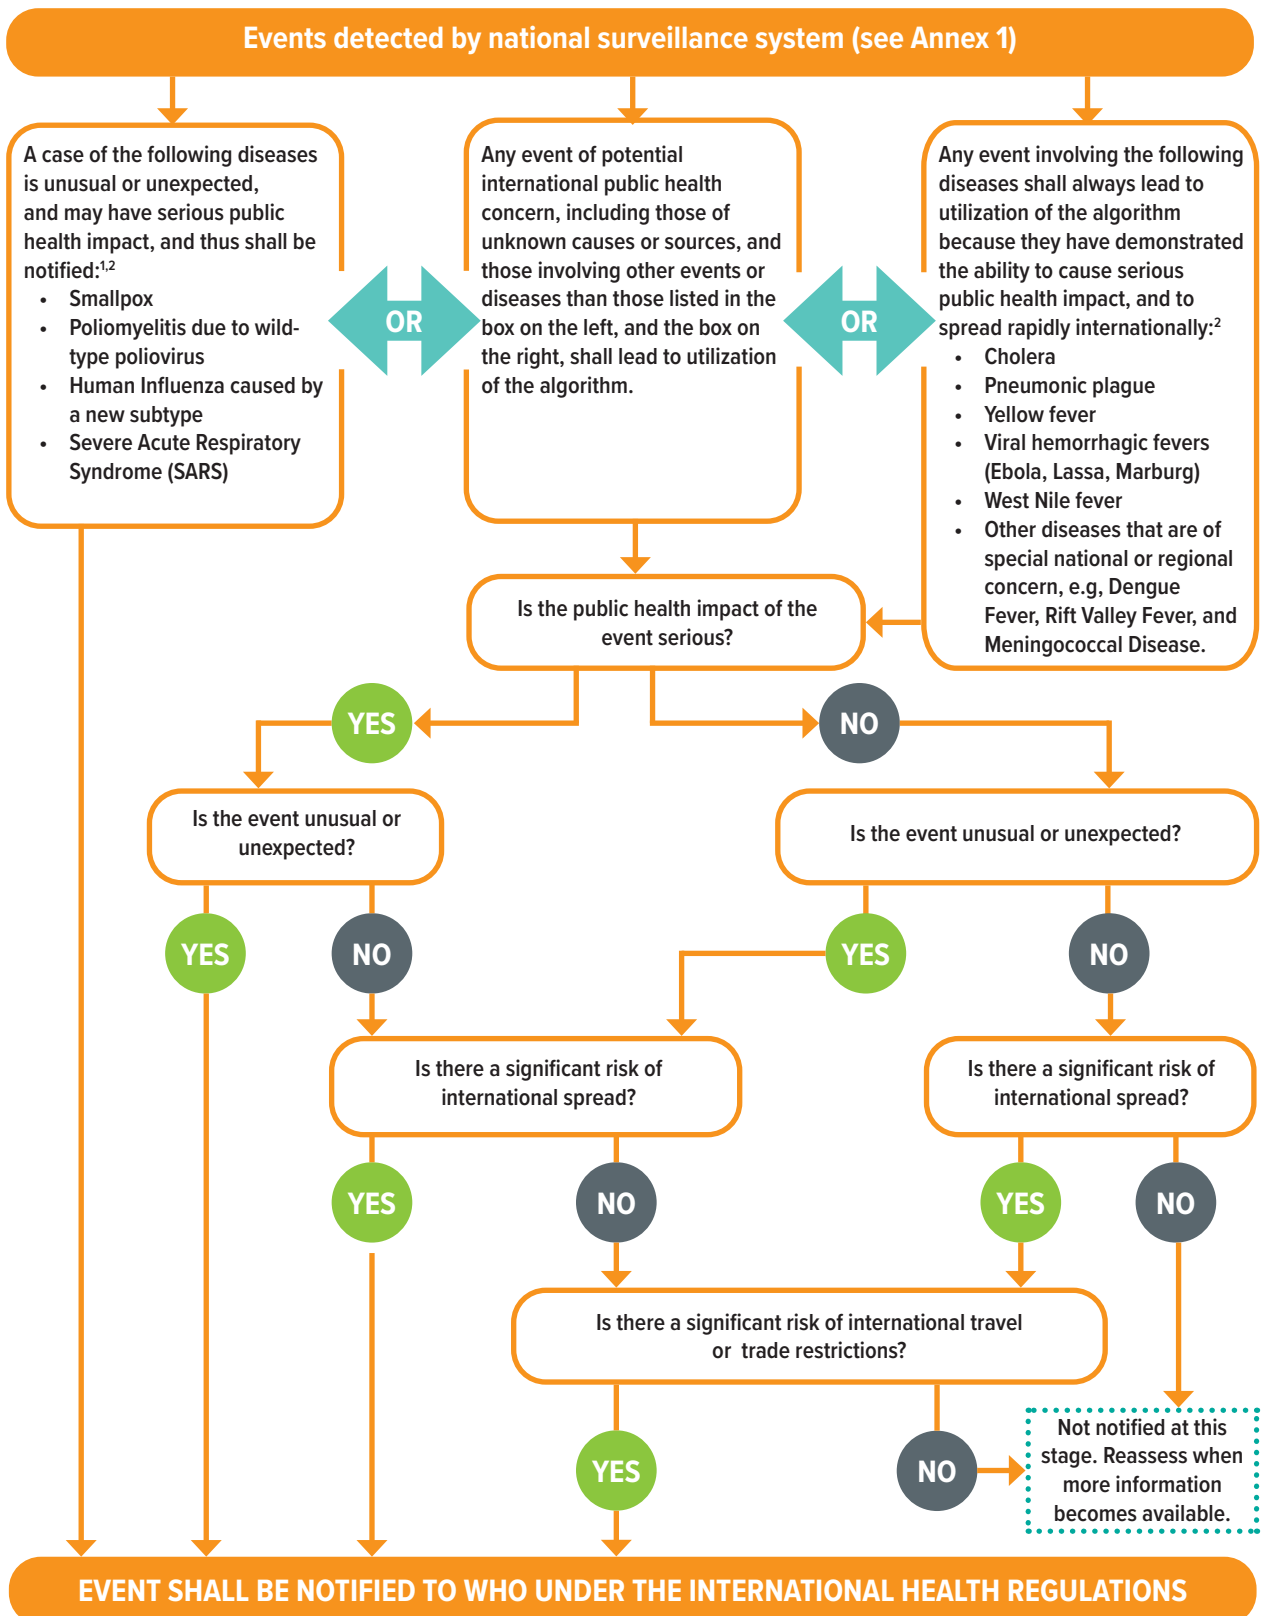 Events detected by national surveillance system (see Annex 1)
A case of the following diseases
is unusual or unexpected,
and may have serious public
health impact, and thus shall be
notified:1,2
• Smallpox
• Poliomyelitis due to wild-
type poliovirus
• Human Influenza caused by
a new subtype
• Severe Acute Respiratory
Syndrome (SARS)
OR
Any event of potential
international public health
concern, including those of
unknown causes or sources, and
those involving other events or
diseases than those listed in the
box on the left, and the box on
the right, shall lead to utilization
of the algorithm.
OR
Any event involving the following
diseases shall always lead to
utilization of the algorithm
because they have demonstrated
the ability to cause serious
public health impact, and to
spread rapidly internationally:2
• Cholera
• Pneumonic plague
• Yellow fever
• Viral hemorrhagic fevers
(Ebola, Lassa, Marburg)
• West Nile fever
• Other diseases that are of
special national or regional
concern, e.g, Dengue
Fever, Rift Valley Fever, and
Meningococcal Disease.
Is the public health impact of the
event serious?
YES
NO
Is the event unusual or
unexpected?
Is the event unusual or unexpected?
YES
NO
YES
NO
Is there a significant risk of
international spread?
Is there a significant risk of
international spread?
YES
NO
YES
NO
Is there a significant risk of international travel
or trade restrictions?
YES
NO
Not notified at this
stage. Reassess when
more information
becomes available.
EVENT SHALL BE NOTIFIED TO WHO UNDER THE INTERNATIONAL HEALTH REGULATIONS